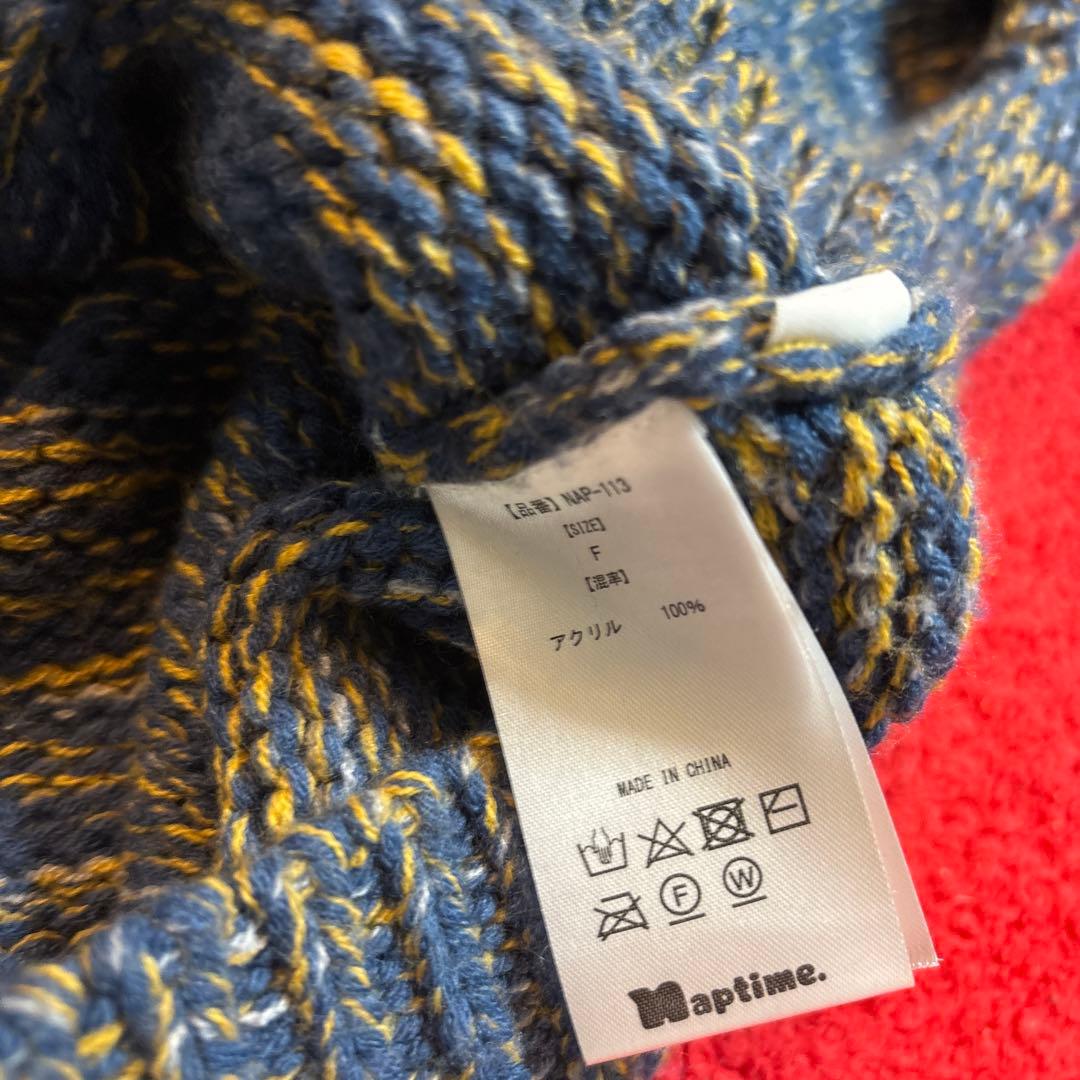 【品番】NAP-113
【SIZE】
F
【混率】
アクリル 100%
MADE IN CHINA
F W
Naptime.